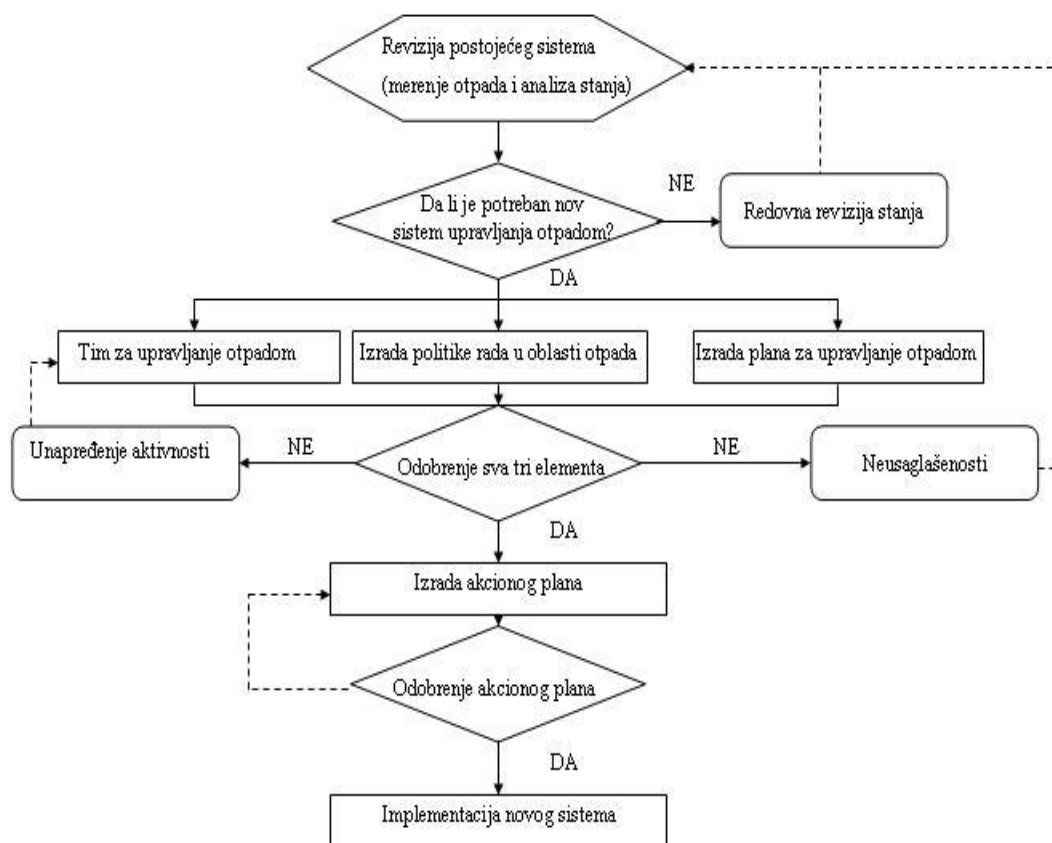 Revizija postojećeg sistema
(merenje otpada i analiza stanja)
NE
Da li je potreban nov
sistem upravljanja otpadom?
Redovna revizija stanja
DA
Tim za upravljanje otpadom
Izrada politike rada u oblasti otpada
Izrada plana za upravljanje otpadom
Unapređenje aktivnosti
NE
Odobrenje sva tri elementa
NE
Neusaglašenosti
DA
Izrada akcionog plana
Odobrenje akcionog plana
DA
Implementacija novog sistema